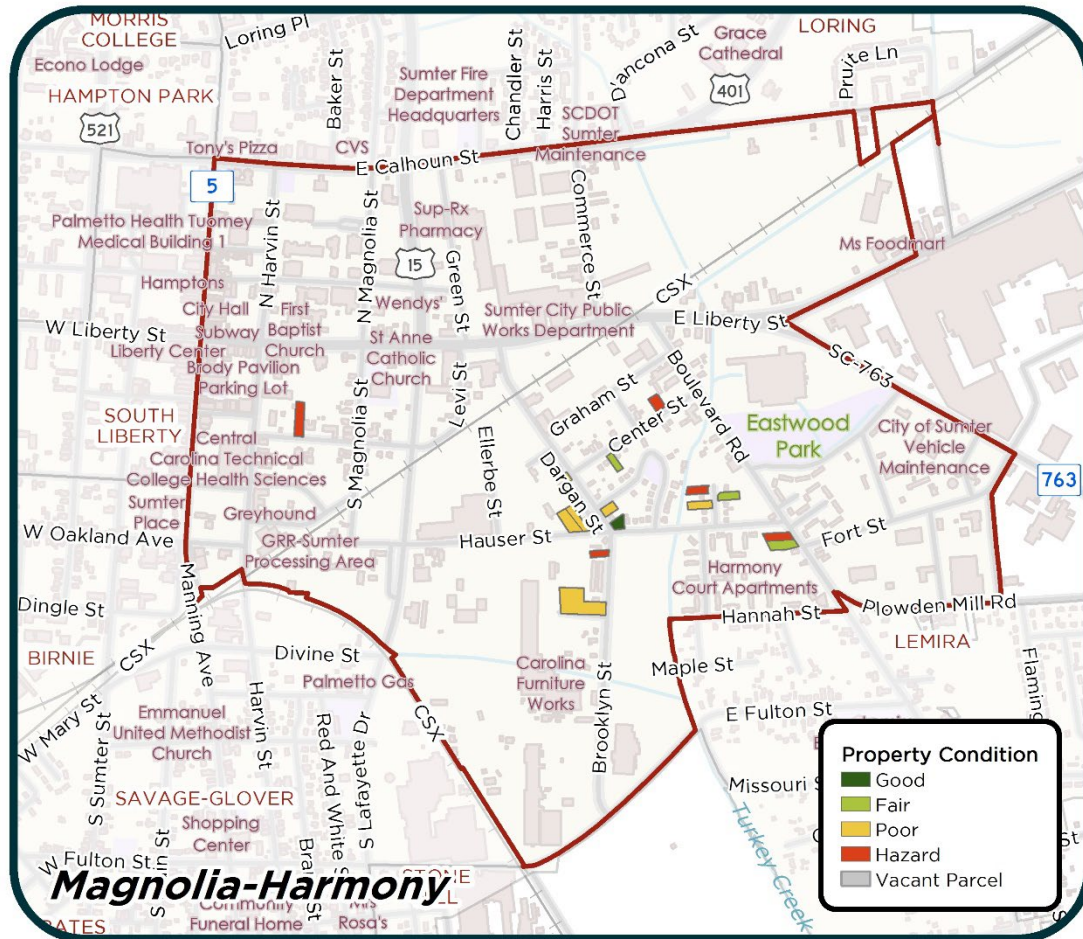 MORRIS
COLLEGE
Loring Pl
Econo Lodge
HAMPTON PARK
521
Baker St
Sumter Fire
Department
Headquarters
Chandler St
Harris St
D'ancona St
Grace
Cathedral
401
LORING
Pruite Ln
SCDOT
Sumter
Maintenance
Tony's Pizza
CVS
E Calhoun St
5
Palmetto Health Tuomey
Medical Building 1
N Harvin St
N Magnolia St
Sup-Rx
Pharmacy
15
Green St
Commerce St
CSX
Ms Foodmart
Hamptons
City Hall
First
Baptist
Church
Wendys'
Sumter City Public
Works Department
E Liberty St
W Liberty St
Subway
Liberty Center
Brody Pavilion
Parking Lot
St Anne
Catholic
Church
Levi St
SC-763
Boulevard Rd
Graham St
Center St
SOUTH
LIBERTY
S Magnolia St
Ellerbe St
Dargan St
Eastwood
Park
City of Sumter
Vehicle
Maintenance
763
Central
Carolina Technical
College Health Sciences
Sumter
Place
Greyhound
W Oakland Ave
GRR-Sumter
Processing Area
Hauser St
Fort St
Harmony
Court Apartments
Manning Ave
Dingle St
Hannah St
Plowden Mill Rd
LEMIRA
BIRNIE
CSX
Divine St
Palmetto Gas
Carolina
Furniture
Works
Maple St
W Mary St
Emmanuel
United Methodist
Church
Harvin St
CSX
Brooklyn St
E Fulton St
S Sumter St
Red And White St
S Lafayette Dr
Missouri
Turkey Creek
SAVAGE-GLOVER
Shopping
Center
W Fulton St
Magnolia-Harmony
Community
Funeral Home
Rosa's
Property Condition
Good
Fair
Poor
Hazard
Vacant Parcel